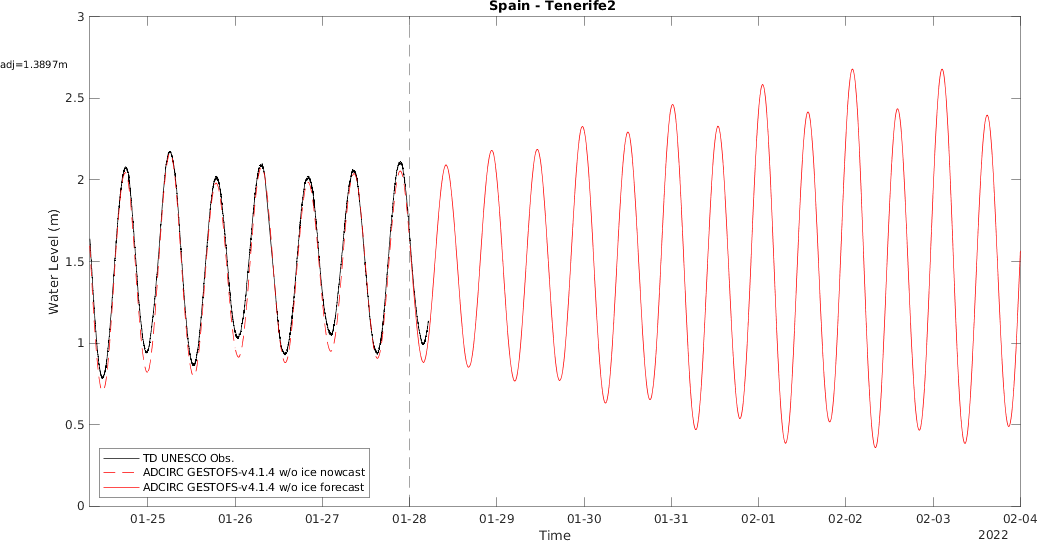 Spain - Tenerife2
adj=1.3897m
3
2.5
2
1.5
1
0.5
0
Water Level (m)
TD UNESCO Obs.
ADCIRC GESTOFS-v4.1.4 w/o ice nowcast
ADCIRC GESTOFS-v4.1.4 w/o ice forecast
01-25 01-26 01-27 01-28 01-29 01-30 01-31 02-01 02-02 02-03 02-04
Time
2022